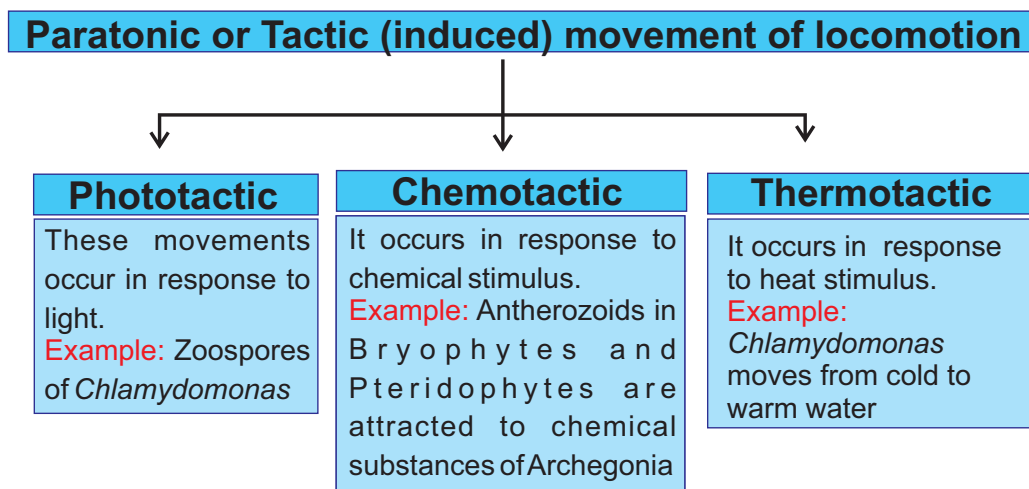 Paratonic or Tactic (induced) movement of locomotion
Phototactic
These movements
occur in response to
light.
Example: Zoospores
of Chlamydomonas
Chemotactic
It occurs in response to
chemical stimulus.
Example: Antherozoids in
Bryophytes and
Pteridophytes are
attracted to chemical
substances of Archegonia
Thermotactic
It occurs in response
to heat stimulus.
Example:
Chlamydomonas
moves from cold to
warm water